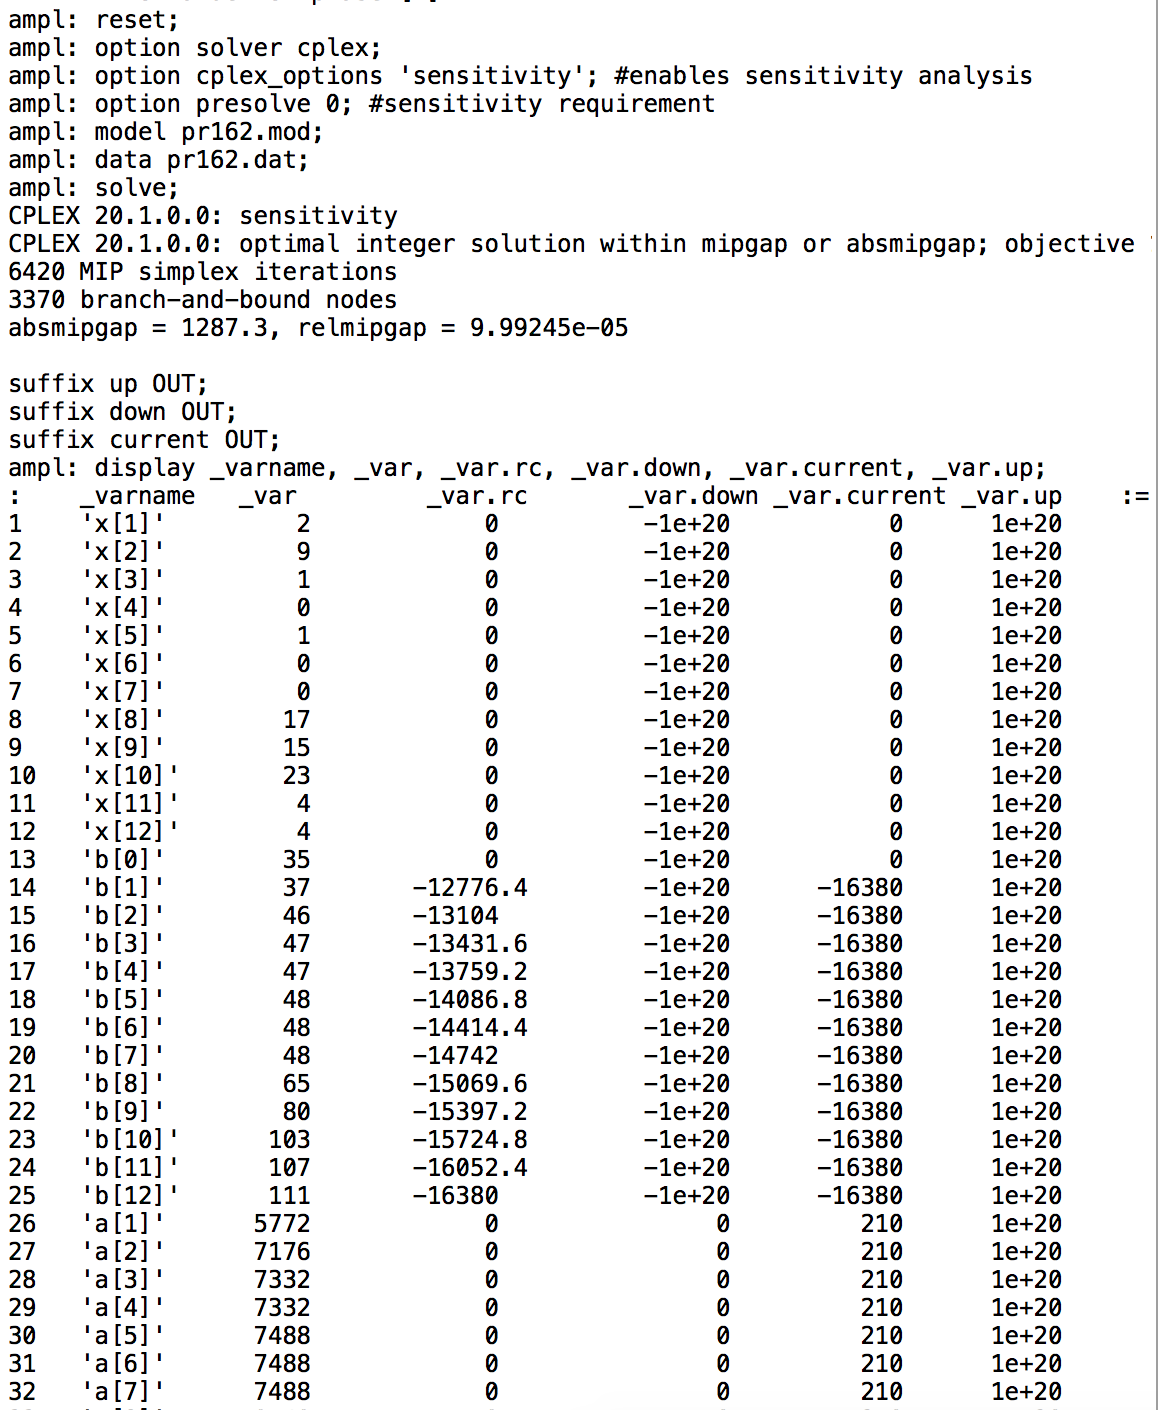 ampl: reset;
ampl: option solver cplex;
ampl: option cplex_options 'sensitivity'; #enables sensitivity analysis
ampl: option presolve 0; #sensitivity requirement
ampl: model pr162.mod;
ampl: data pr162.dat;
ampl: solve;
CPLEX 20.1.0.0: sensitivity
CPLEX 20.1.0.0: optimal integer solution within mipgap or absmipgap; objective
6420 MIP simplex iterations
3370 branch-and-bound nodes
absmipgap = 1287.3, relmipgap = 9.99245e-05
suffix up OUT;
suffix down OUT;
suffix current OUT;
ampl: display _varname, _var, _var.rc, _var.down, _var.current, _var.up;
: _varname _var _var.rc _var.down _var.current _var.up :=
1 'x[1]' 2 0 -1e+20 0 1e+20
2 'x[2]' 9 0 -1e+20 0 1e+20
3 'x[3]' 1 0 -1e+20 0 1e+20
4 'x[4]' 0 0 -1e+20 0 1e+20
5 'x[5]' 1 0 -1e+20 0 1e+20
6 'x[6]' 0 0 -1e+20 0 1e+20
7 'x[7]' 0 0 -1e+20 0 1e+20
8 'x[8]' 17 0 -1e+20 0 1e+20
9 'x[9]' 15 0 -1e+20 0 1e+20
10 'x[10]' 23 0 -1e+20 0 1e+20
11 'x[11]' 4 0 -1e+20 0 1e+20
12 'x[12]' 4 0 -1e+20 0 1e+20
13 'b[0]' 35 0 -1e+20 0 1e+20
14 'b[1]' 37 -12776.4 -1e+20 -16380 1e+20
15 'b[2]' 46 -13104 -1e+20 -16380 1e+20
16 'b[3]' 47 -13431.6 -1e+20 -16380 1e+20
17 'b[4]' 47 -13759.2 -1e+20 -16380 1e+20
18 'b[5]' 48 -14086.8 -1e+20 -16380 1e+20
19 'b[6]' 48 -14414.4 -1e+20 -16380 1e+20
20 'b[7]' 48 -14742 -1e+20 -16380 1e+20
21 'b[8]' 65 -15069.6 -1e+20 -16380 1e+20
22 'b[9]' 80 -15397.2 -1e+20 -16380 1e+20
23 'b[10]' 103 -15724.8 -1e+20 -16380 1e+20
24 'b[11]' 107 -16052.4 -1e+20 -16380 1e+20
25 'b[12]' 111 -16380 -1e+20 -16380 1e+20
26 'a[1]' 5772 0 0 210 1e+20
27 'a[2]' 7176 0 0 210 1e+20
28 'a[3]' 7332 0 0 210 1e+20
29 'a[4]' 7332 0 0 210 1e+20
30 'a[5]' 7488 0 0 210 1e+20
31 'a[6]' 7488 0 0 210 1e+20
32 'a[7]' 7488 0 0 210 1e+20